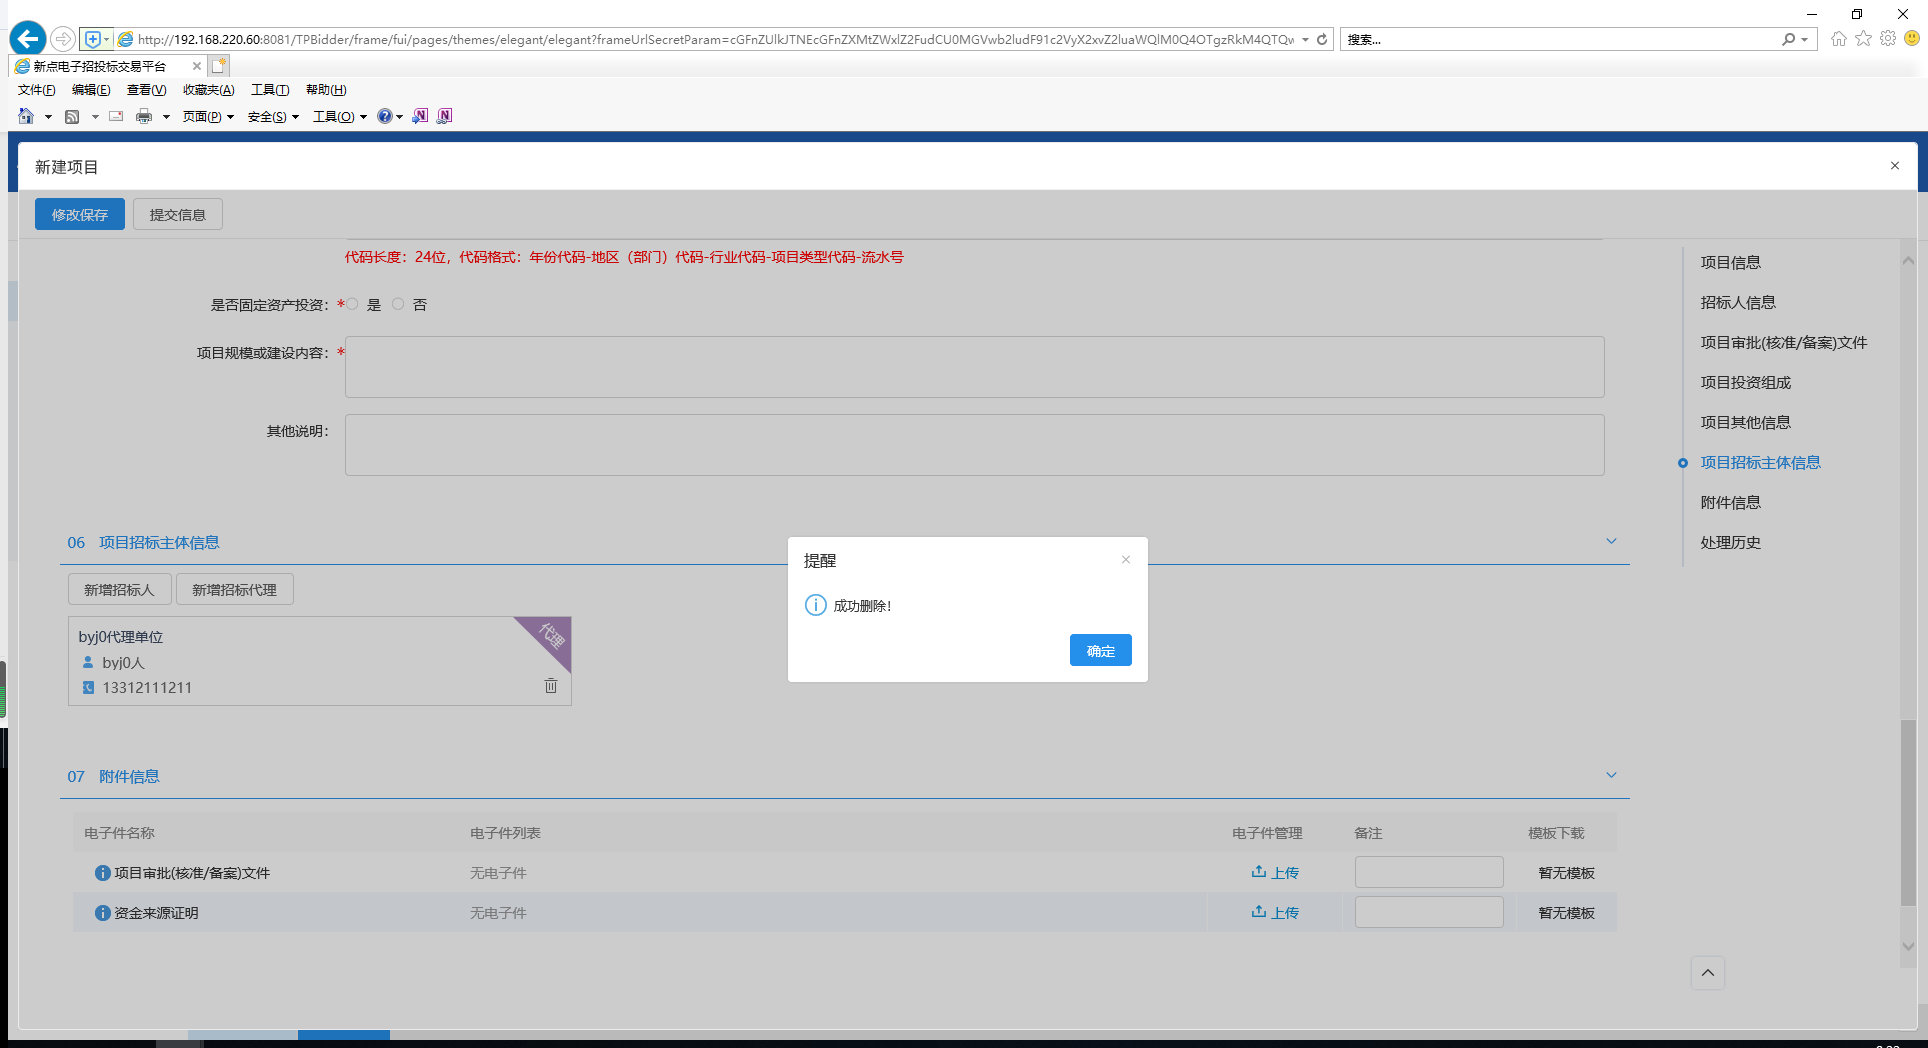 http://192.168.220.60:8081/TPBidder/frame/fui/pages/themes/elegant/elegant?frameUrlSecretParam=
搜索...
新点电子招投标交易平台
文件(F) 编辑(E) 查看(V) 收藏夹(A) 工具(T) 帮助(H)
页面(P) 安全(S) 工具(O)
新建项目
修改保存 提交信息
代码长度：24位，代码格式：年份代码-地区（部门）代码-行业代码-项目类型代码-流水号
是否固定资产投资：* 是 否
项目规模或建设内容：*
其他说明：
项目信息
招标人信息
项目审批(核准/备案)文件
项目投资组成
项目其他信息
项目招标主体信息
附件信息
处理历史
06 项目招标主体信息
新增招标人 新增招标代理
byj0代理单位
代理
byj0人
13312111211
提醒
成功删除！
确定
07 附件信息
电子件名称 电子件列表 电子件管理 备注 模板下载
项目审批(核准/备案)文件 无电子件 上传 暂无模板
资金来源证明 无电子件 上传 暂无模板